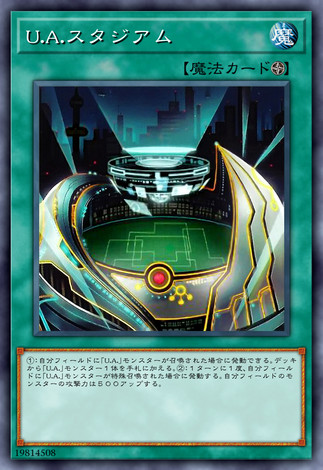 U.A.スタジアム
魔
【魔法カード】
①:自分フィールドに「U.A.」モンスターが召喚された場合に発動できる。デッキ
から「U.A.」モンスター1体を手札に加える。②:1ターンに1度、自分フィールド
に「U.A.」モンスターが特殊召喚された場合に発動する。自分フィールドのモ
ンスターの攻撃力は500アップする。
19814508